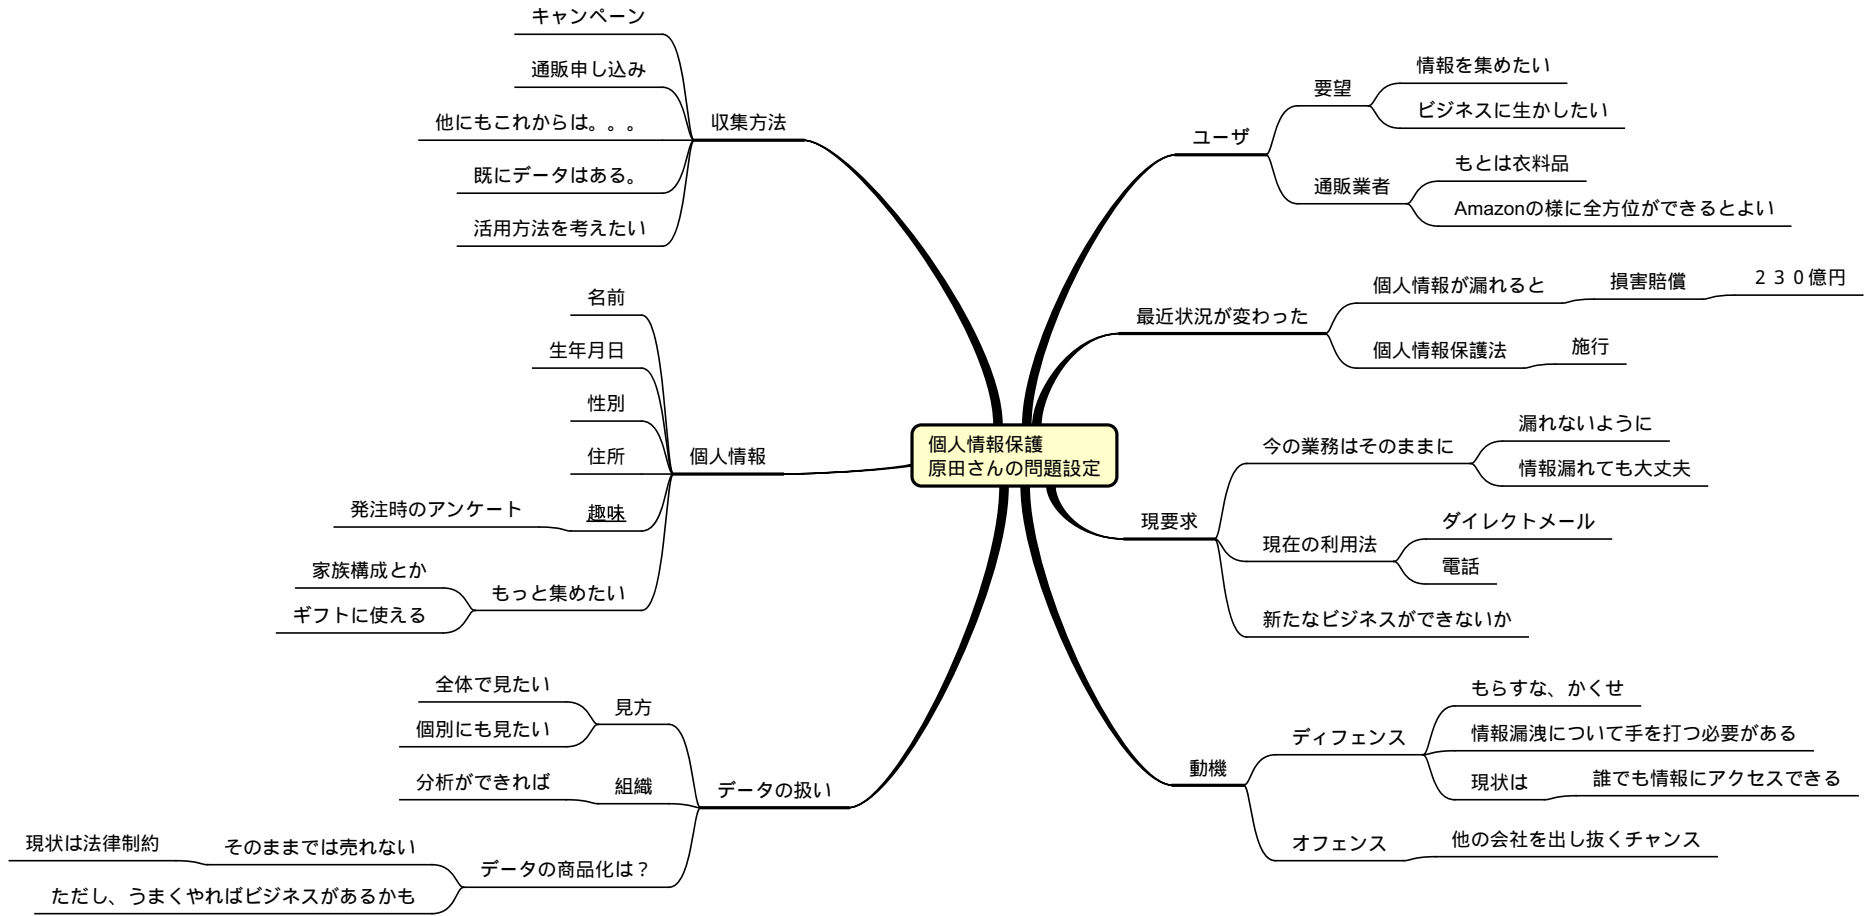 個人情報保護
原田さんの問題設定
ユーザ
要望
情報を集めたい
ビジネスに生かしたい
通販業者
もとは衣料品
Amazonの様に全方位ができるとよい
最近状況が変わった
個人情報が漏れると
損害賠償
２３０億円
個人情報保護法
施行
現要求
今の業務はそのままに
漏れないように
情報漏れても大丈夫
現在の利用法
ダイレクトメール
電話
新たなビジネスができないか
動機
ディフェンス
もらすな、かくせ
情報漏洩について手を打つ必要がある
現状は
誰でも情報にアクセスできる
オフェンス
他の会社を出し抜くチャンス
収集方法
キャンペーン
通販申し込み
他にもこれからは。。。
既にデータはある。
活用方法を考えたい
個人情報
名前
生年月日
性別
住所
趣味
発注時のアンケート
もっと集めたい
家族構成とか
ギフトに使える
データの扱い
見方
全体で見たい
個別にも見たい
組織
分析ができれば
データの商品化は？
そのままでは売れない
現状は法律制約
ただし、うまくやればビジネスがあるかも